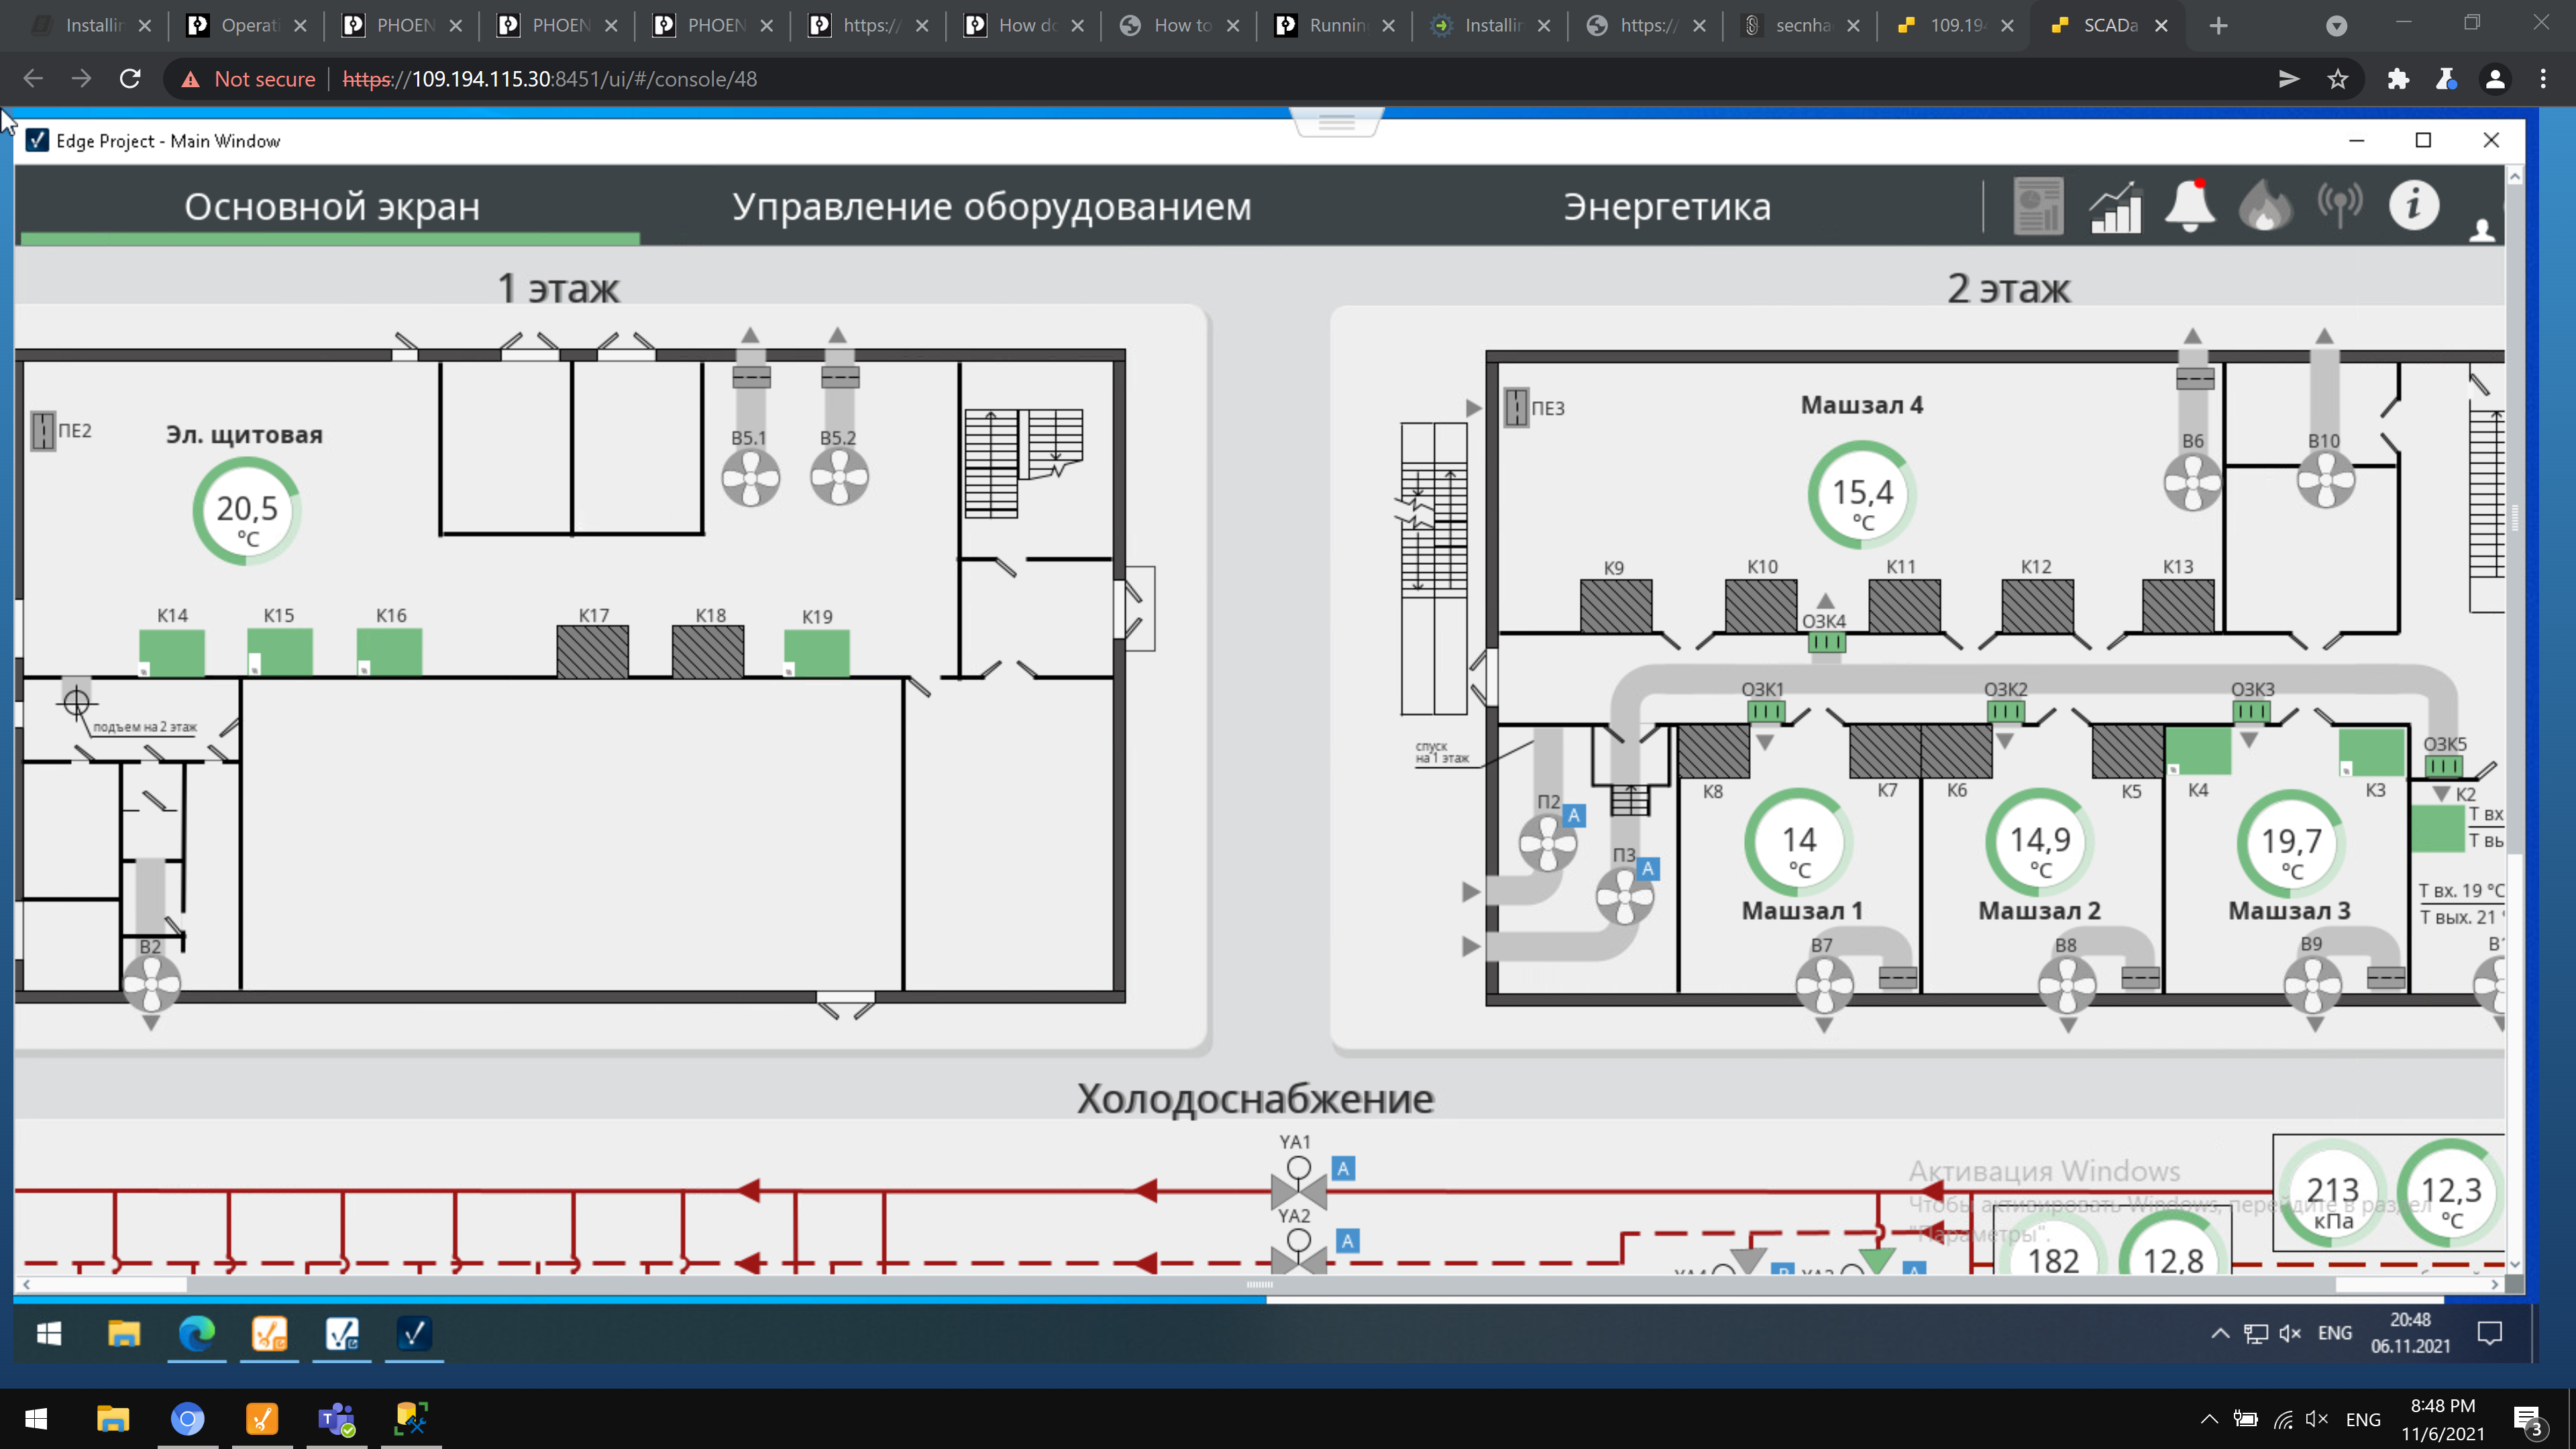 Installin
Operati
PHOEN
PHOEN
PHOEN
https://
How do
How to
Runnin
Installin
https://
secnha
109.194
SCADa
Not secure
https://109.194.115.30:8451/ui/#/console/48
Edge Project - Main Window
Основной экран
Управление оборудованием
Энергетика
1 этаж
2 этаж
ПЕ2
Эл. щитовая
20,5
°C
В5.1
В5.2
К14
К15
К16
К17
К18
К19
подъем на 2 этаж
В2
ПЕ3
Машзал 4
15,4
°C
В6
В10
К9
К10
К11
К12
К13
ОЗК4
ОЗК1
ОЗК2
ОЗК3
ОЗК5
спуск
на 1 этаж
П2
A
П3
A
К8
К7
К6
К5
К4
К3
К2
Т вх
Т вы
14
°C
14,9
°C
19,7
°C
Т вх. 19 °C
Т вых. 21 °
Машзал 1
Машзал 2
Машзал 3
В7
В8
В9
Холодоснабжение
YA1
A
YA2
A
213
кПа
12,3
°C
182
12,8
Активация Windows
Чтобы активировать Windows, перейдите в раздел
"Параметры".
ENG
20:48
06.11.2021
ENG
8:48 PM
11/6/2021
3